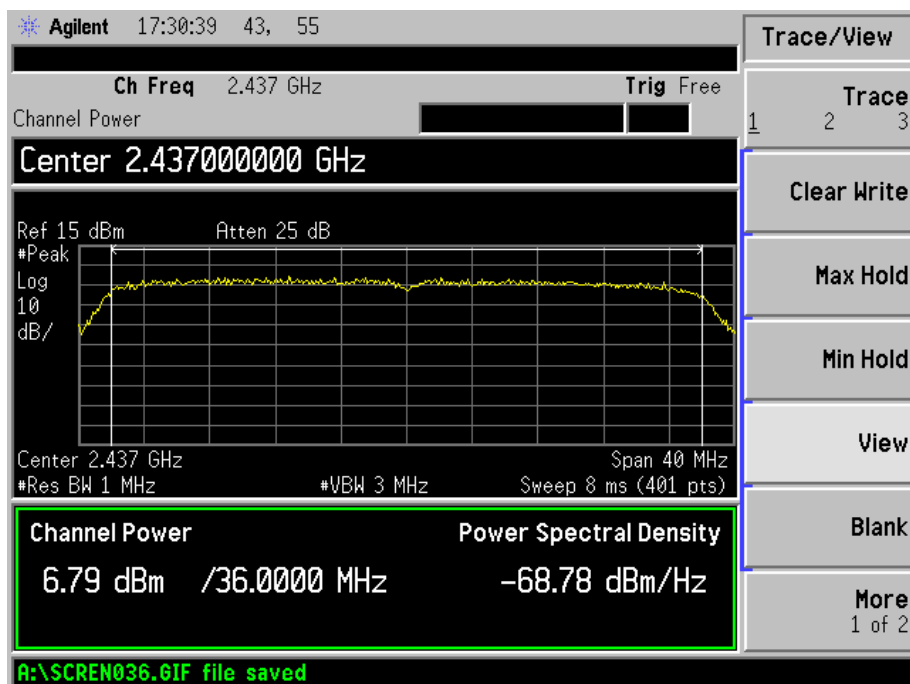 Agilent 17:30:39 43, 55
Trace/View
Ch Freq 2.437 GHz Trig Free
Channel Power
Trace
1 2 3
Center 2.437000000 GHz
Clear Write
Ref 15 dBm Atten 25 dB
#Peak
Log
10
dB/
Max Hold
Min Hold
Center 2.437 GHz Span 40 MHz
#Res BW 1 MHz #VBW 3 MHz Sweep 8 ms (401 pts)
View
Channel Power Power Spectral Density
6.79 dBm /36.0000 MHz -68.78 dBm/Hz
Blank
More
1 of 2
A:\SCREN036.GIF file saved